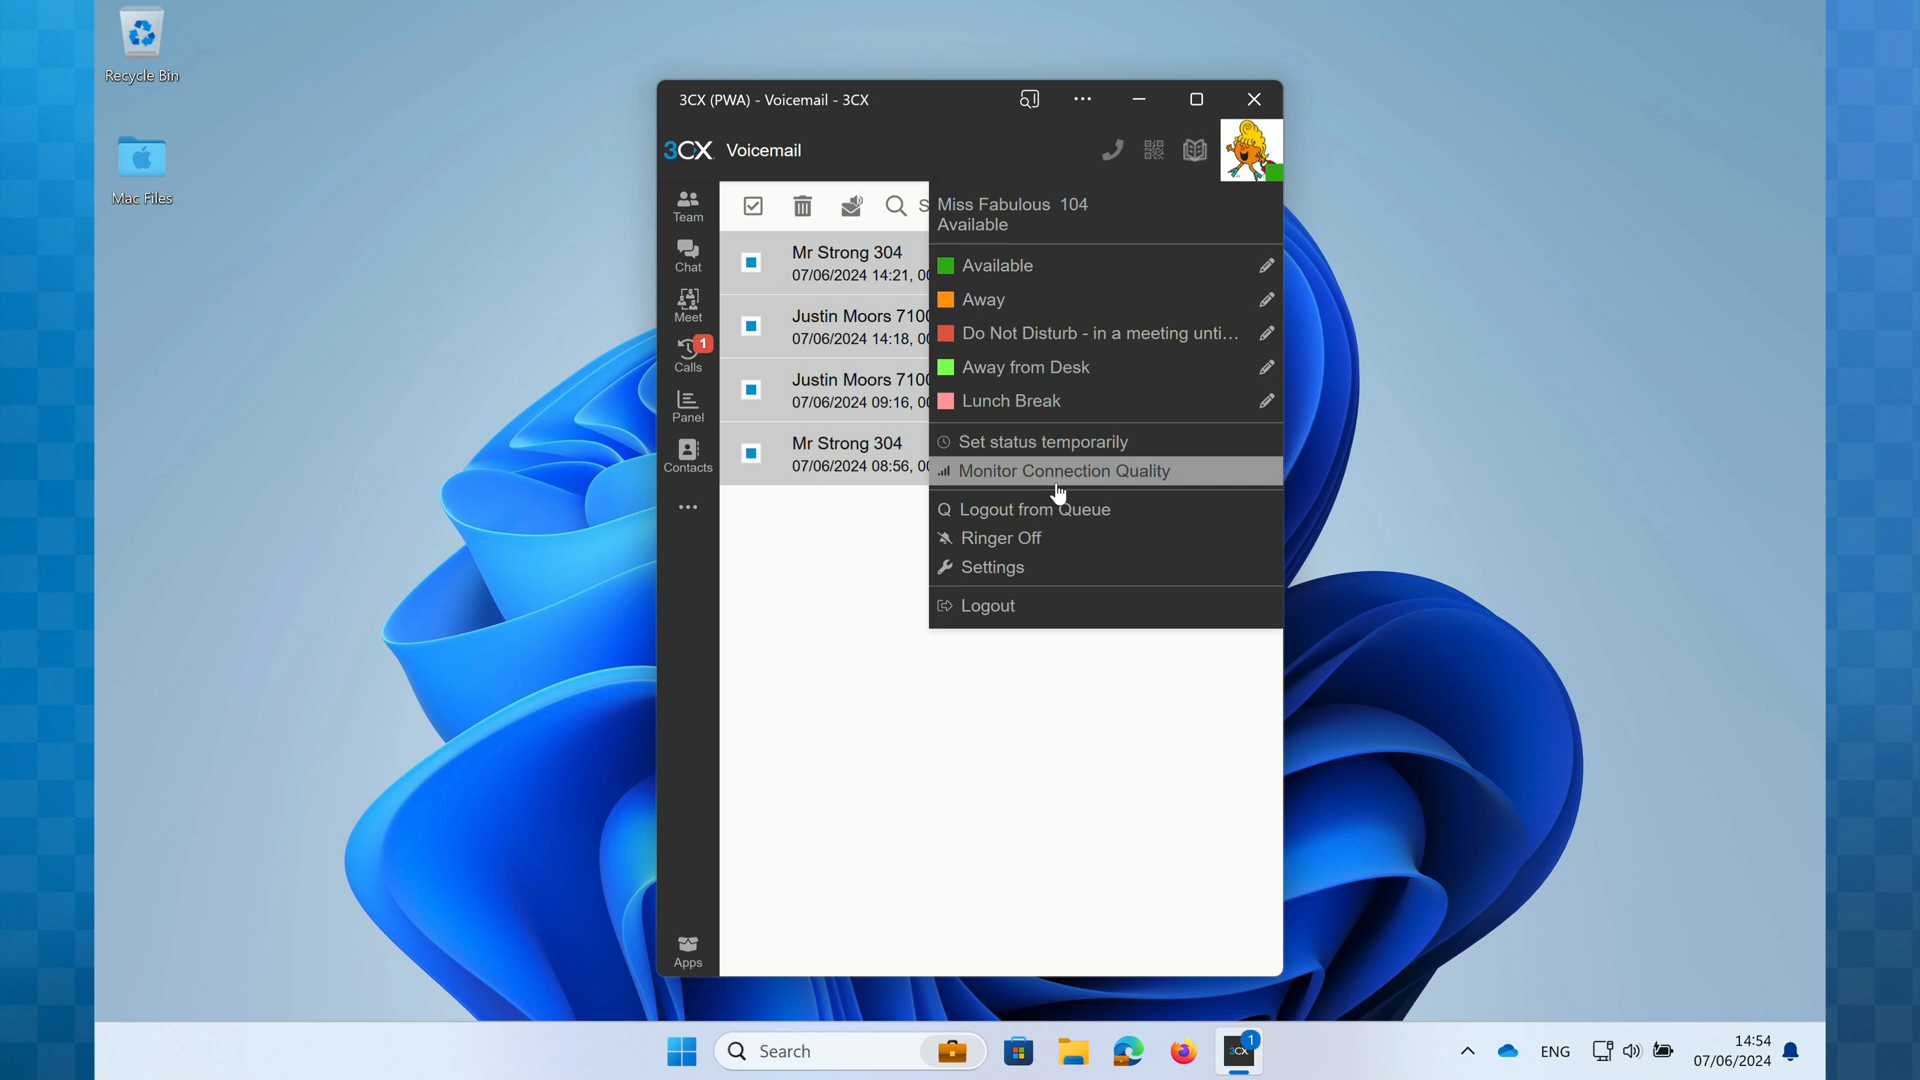 Recycle Bin
Mac Files
3CX (PWA) - Voicemail - 3CX
3CX Voicemail
Team
Chat
Meet
1
Calls
Panel
Contacts
Apps
Mr Strong 304
07/06/2024 14:21,
Justin Moors
07/06/2024 14:18,
Justin Moors
07/06/2024 09:16,
Mr Strong 304
07/06/2024 08:56,
Miss Fabulous 104
Available
Available
Away
Do Not Disturb - in a meeting unti...
Away from Desk
Lunch Break
Set status temporarily
Monitor Connection Quality
Q Logout from Queue
Ringer Off
Settings
Logout
Search
3CX
1
ENG
14:54
07/06/2024